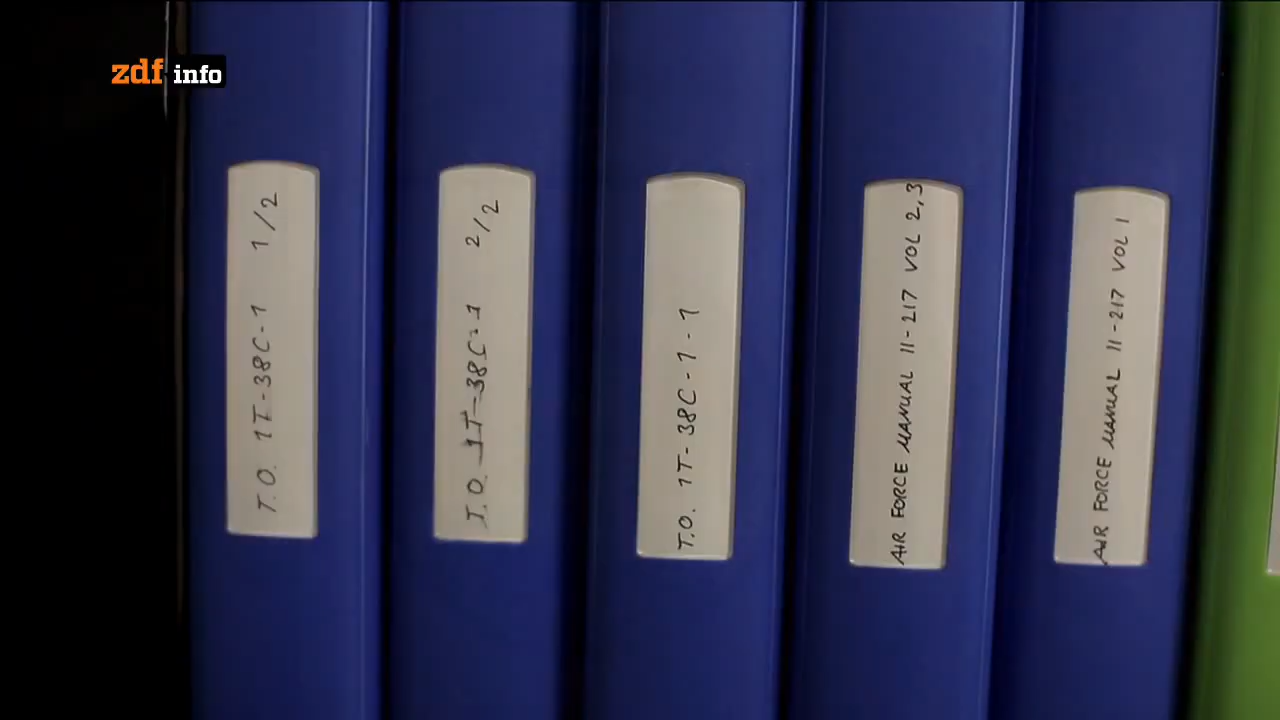 zdf info
T.O. 1T-38C-1 1/2
T.O. 1T-38C-1 2/2
T.O. 1T-38C-1-1
AIR FORCE MANUAL 11-217 VOL 2,3
AIR FORCE MANUAL 11-217 VOL 1